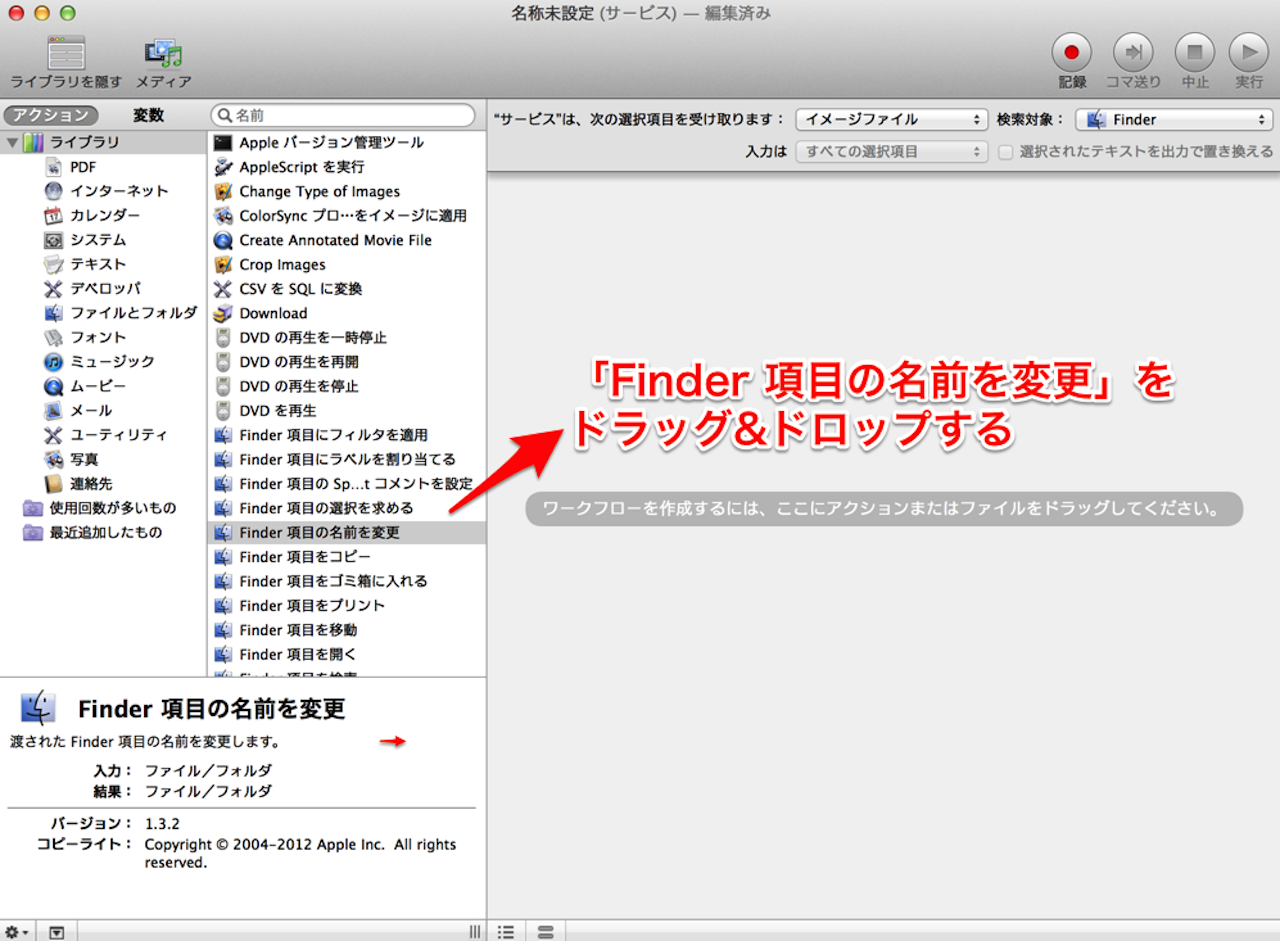 名称未設定 (サービス) — 編集済み
ライブラリを隠す メディア
記録 コマ送り 中止 実行
アクション 変数 名前
"サービス"は、次の選択項目を受け取ります： イメージファイル 検索対象： Finder
入力は すべての選択項目 選択されたテキストを出力で置き換える
ライブラリ
PDF
インターネット
カレンダー
システム
テキスト
デベロッパ
ファイルとフォルダ
フォント
ミュージック
ムービー
メール
ユーティリティ
写真
連絡先
使用回数が多いもの
最近追加したもの
Apple バージョン管理ツール
AppleScript を実行
Change Type of Images
ColorSync プロ…をイメージに適用
Create Annotated Movie File
Crop Images
CSV を SQL に変換
Download
DVD の再生を一時停止
DVD の再生を再開
DVD の再生を停止
DVD を再生
Finder 項目にフィルタを適用
Finder 項目にラベルを割り当てる
Finder 項目の Sp...t コメントを設定
Finder 項目の選択を求める
Finder 項目の名前を変更
Finder 項目をコピー
Finder 項目をゴミ箱に入れる
Finder 項目をプリント
Finder 項目を移動
Finder 項目を開く
「Finder 項目の名前を変更」を
ドラッグ&ドロップする
ワークフローを作成するには、ここにアクションまたはファイルをドラッグしてください。
Finder 項目の名前を変更
渡された Finder 項目の名前を変更します。
入力： ファイル／フォルダ
結果： ファイル／フォルダ
バージョン： 1.3.2
コピーライト： Copyright © 2004–2012 Apple Inc. All rights
reserved.